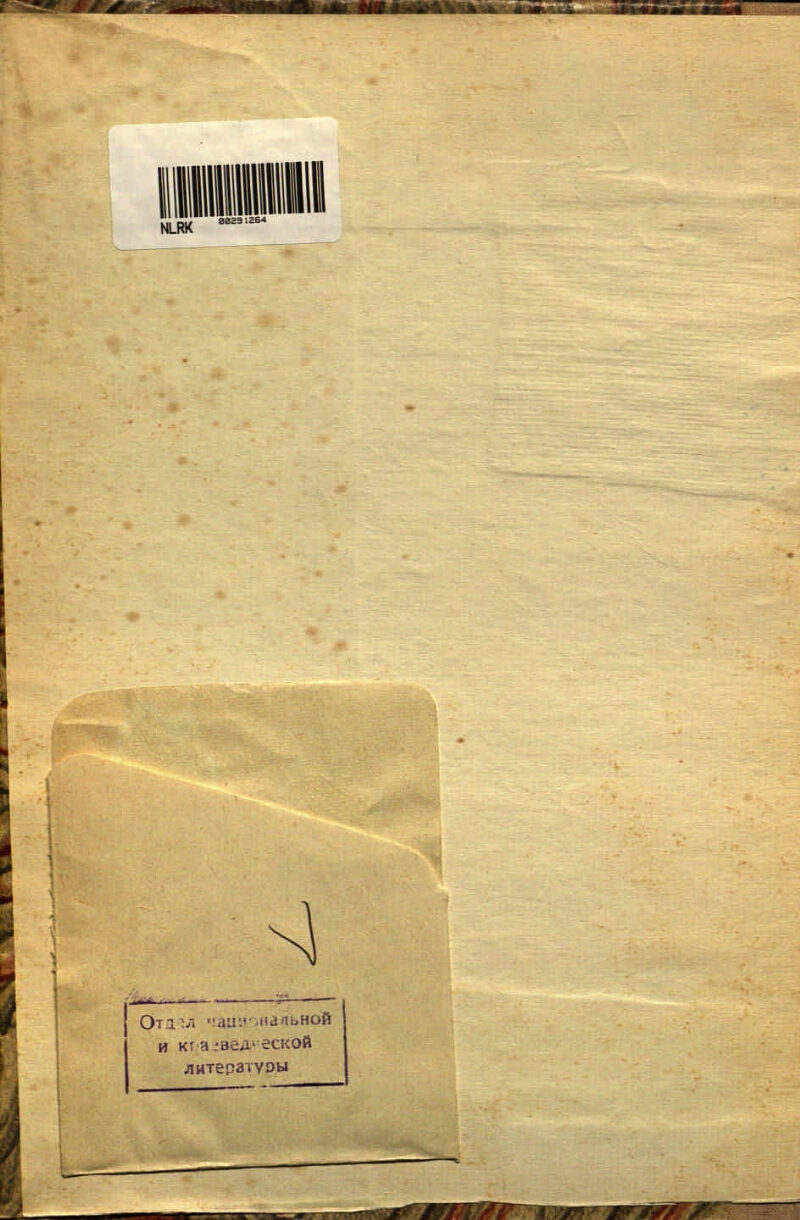 NLRK 00291264
Отдел национальной
и краеведческой
литературы